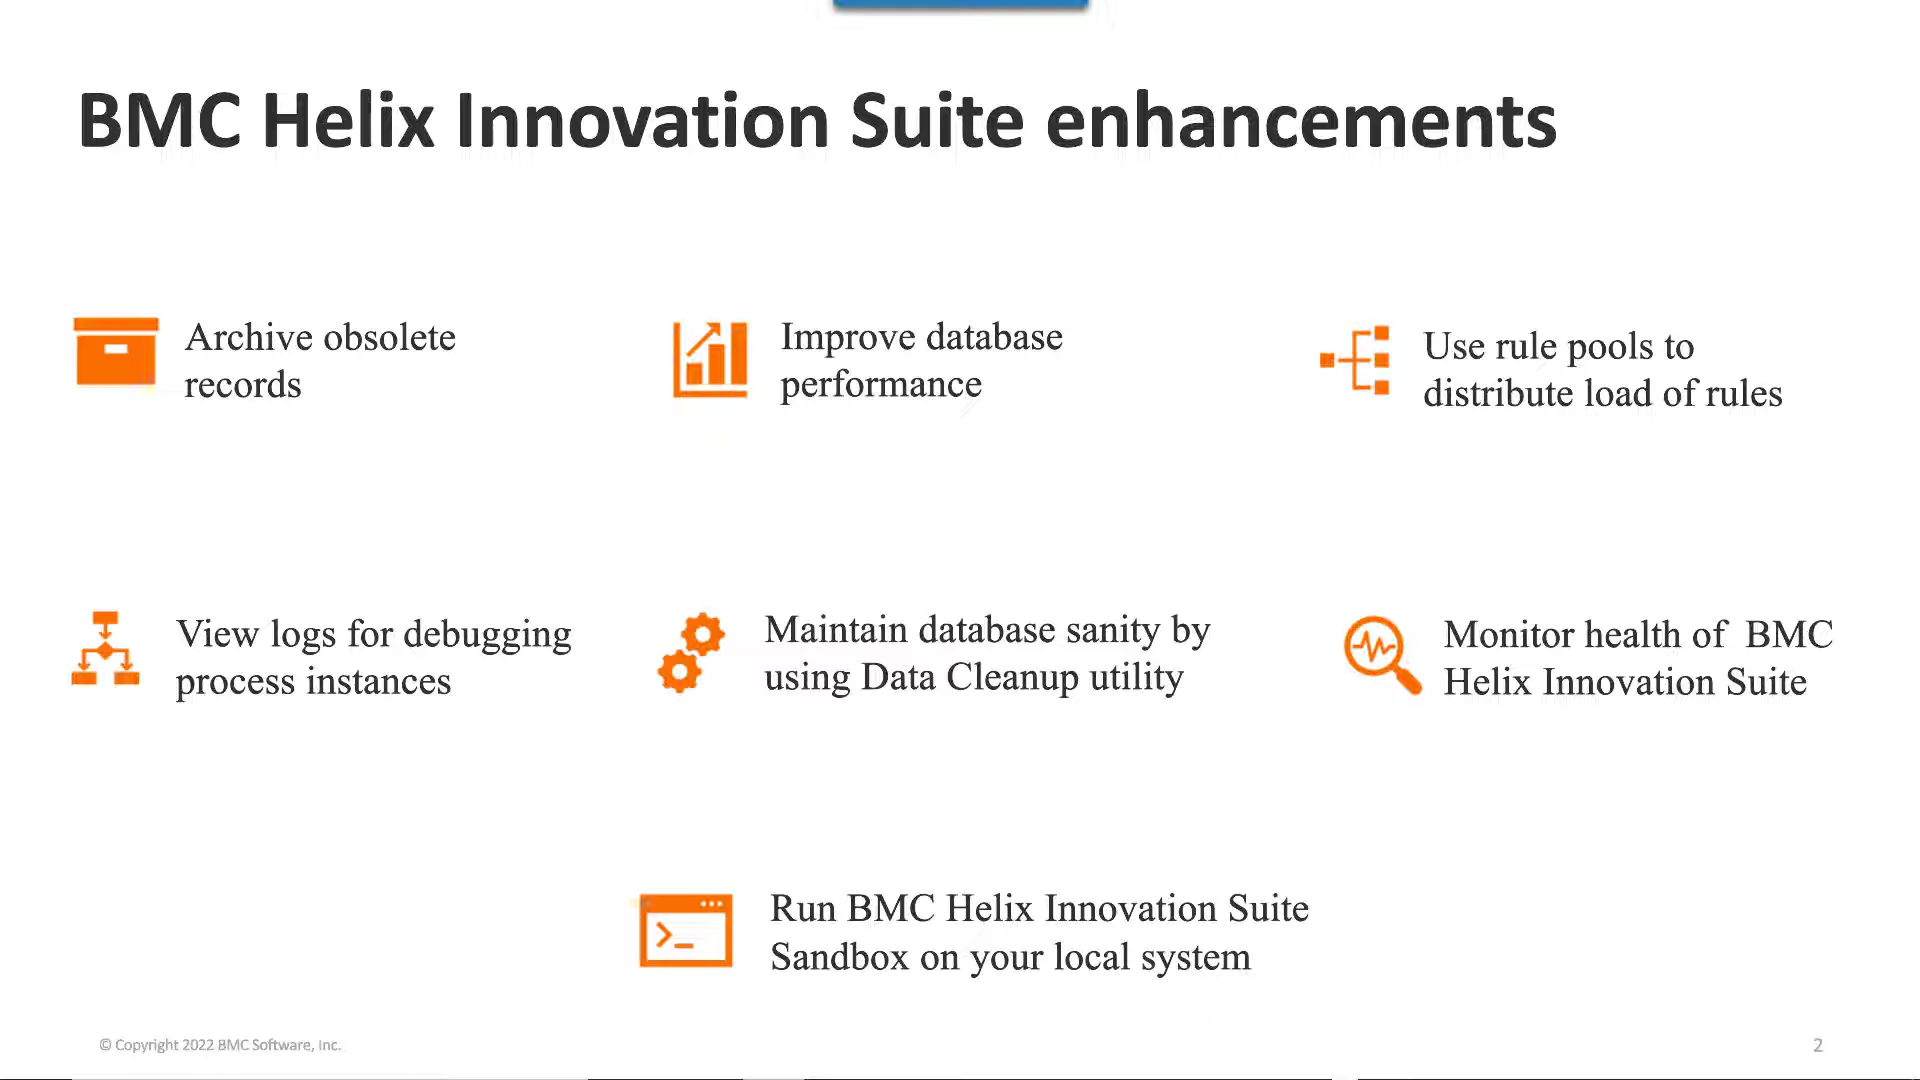 BMC Helix Innovation Suite enhancements
Archive obsolete
records
Improve database
performance
Use rule pools to
distribute load of rules
View logs for debugging
process instances
Maintain database sanity by
using Data Cleanup utility
Monitor health of  BMC
Helix Innovation Suite
Run BMC Helix Innovation Suite
Sandbox on your local system
© Copyright 2022 BMC Software, Inc.
2